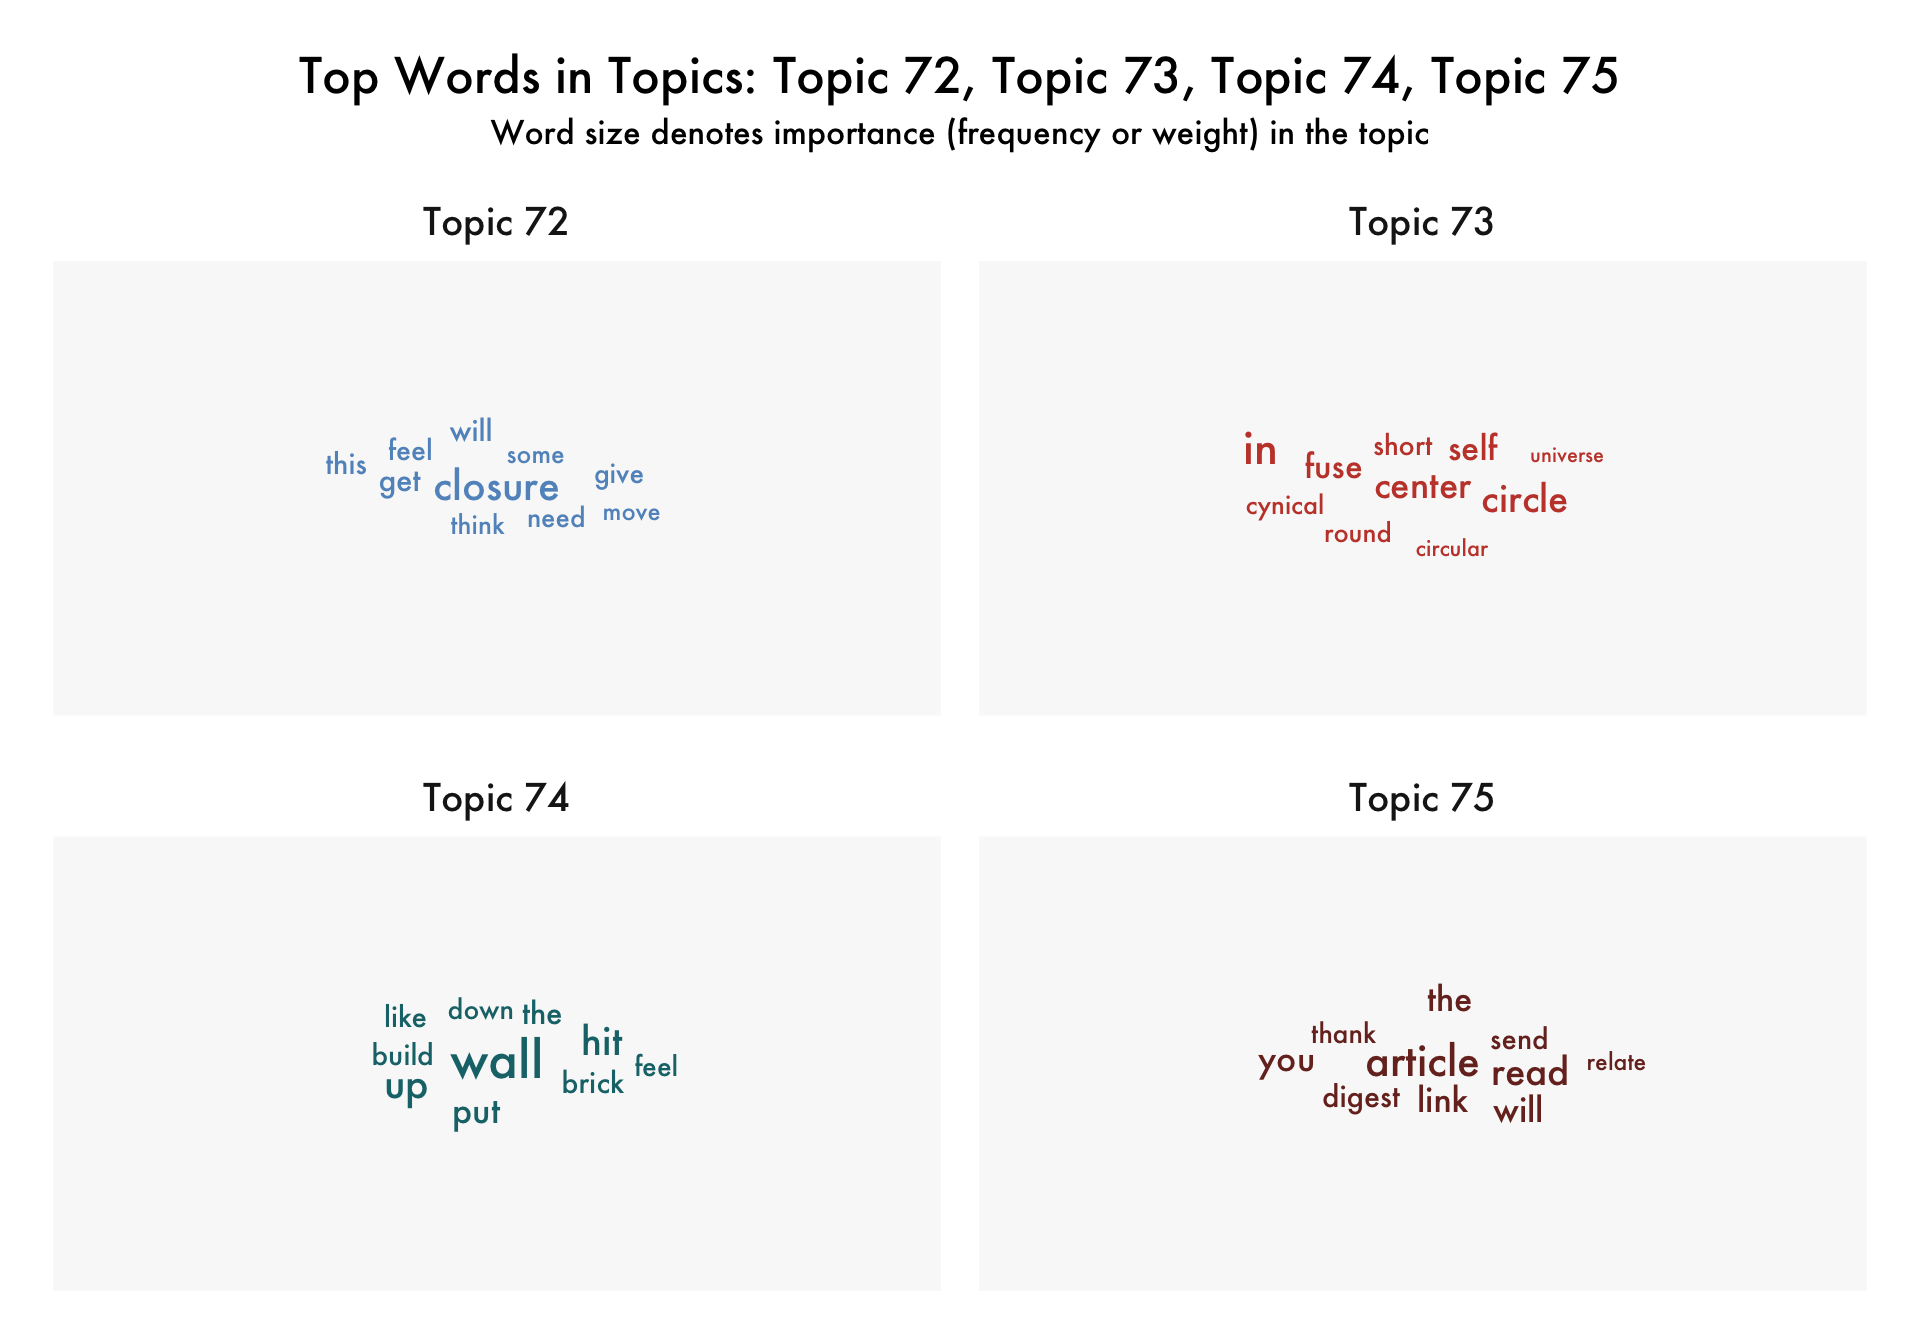 Top Words in Topics: Topic 72, Topic 73, Topic 74, Topic 75
Word size denotes importance (frequency or weight) in the topic
Topic 72
will
this feel some
get closure give
think need move
Topic 73
in fuse short self universe
cynical center circle
round circular
Topic 74
like down the
build wall hit feel
up brick
put
Topic 75
the
thank send
you article read relate
digest link will